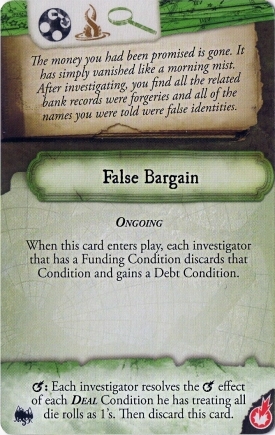 The money you had been promised is gone. It
has simply vanished like a morning mist.
After investigating, you find all the related
bank records were forgeries and all of the
names you were told were false identities.
False Bargain
ONGOING
When this card enters play, each investigator
that has a Funding Condition discards that
Condition and gains a Debt Condition.
: Each investigator resolves the effect
of each DEAL Condition he has treating all
die rolls as 1's. Then discard this card.